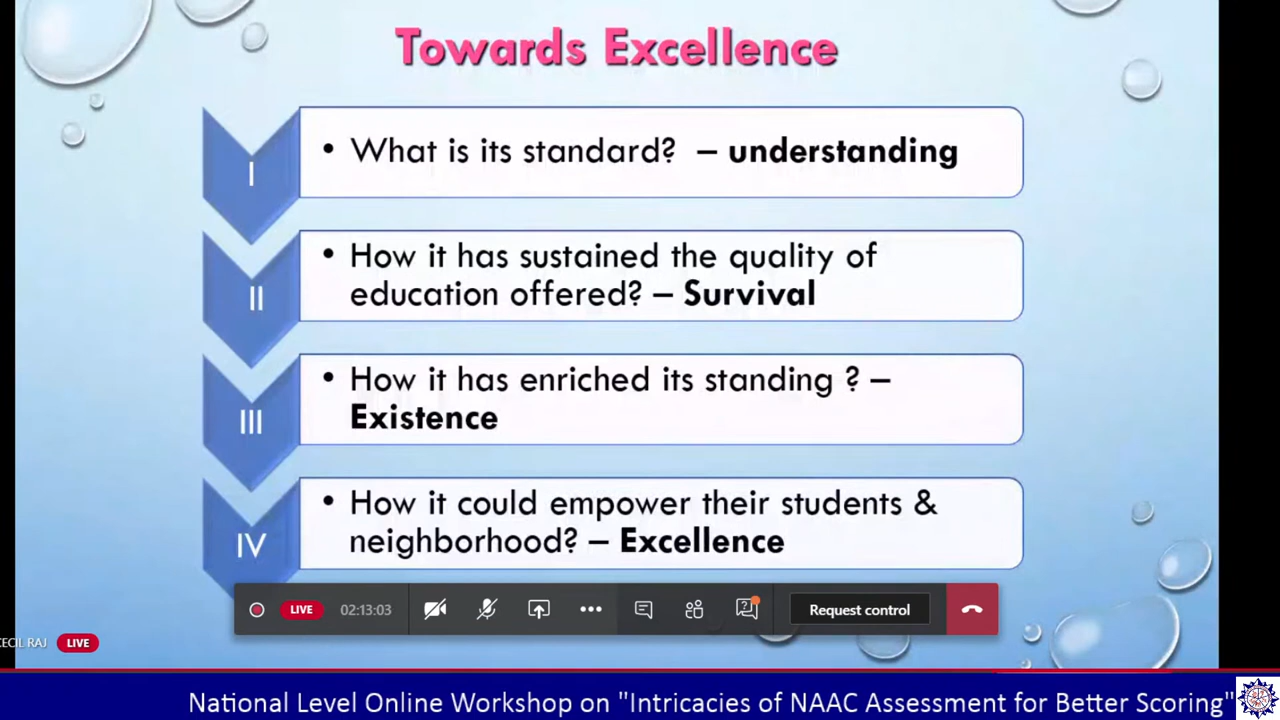 Towards Excellence
I
• What is its standard? – understanding
II
• How it has sustained the quality of
education offered? – Survival
III
• How it has enriched its standing ? –
Existence
IV
• How it could empower their students &
neighborhood? – Excellence
LIVE 02:13:03 Request control
CECIL RAJ LIVE
National Level Online Workshop on "Intricacies of NAAC Assessment for Better Scoring"